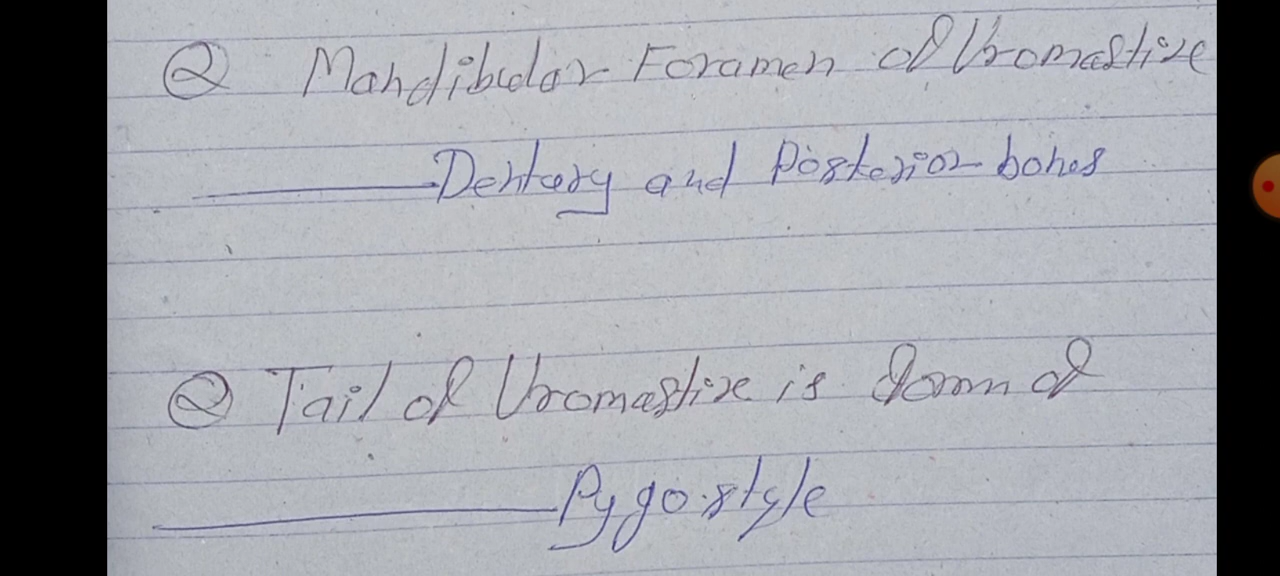 Q Mandibular Foramen of Uromastix
Dentary and Posterior bones
Q Tail of Uromastix is form of
Pygostyle